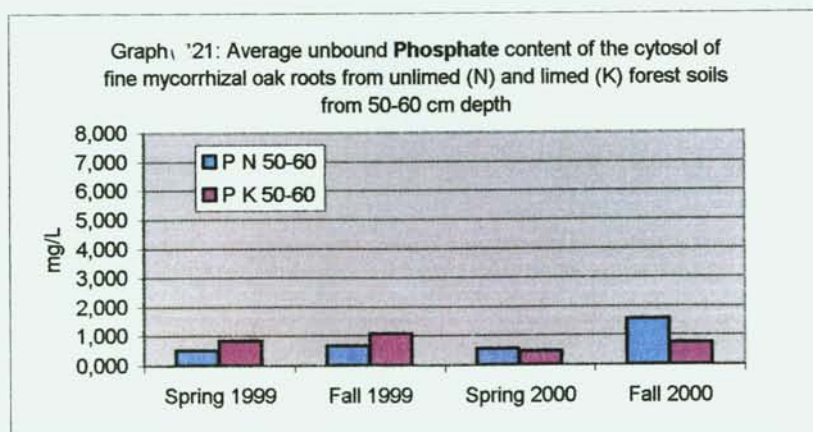 Graph '21: Average unbound Phosphate content of the cytosol of
fine mycorrhizal oak roots from unlimed (N) and limed (K) forest soils
from 50-60 cm depth
8,000
7,000
6,000
5,000
4,000
3,000
2,000
1,000
0,000
mg/L
P N 50-60
P K 50-60
Spring 1999 Fall 1999 Spring 2000 Fall 2000